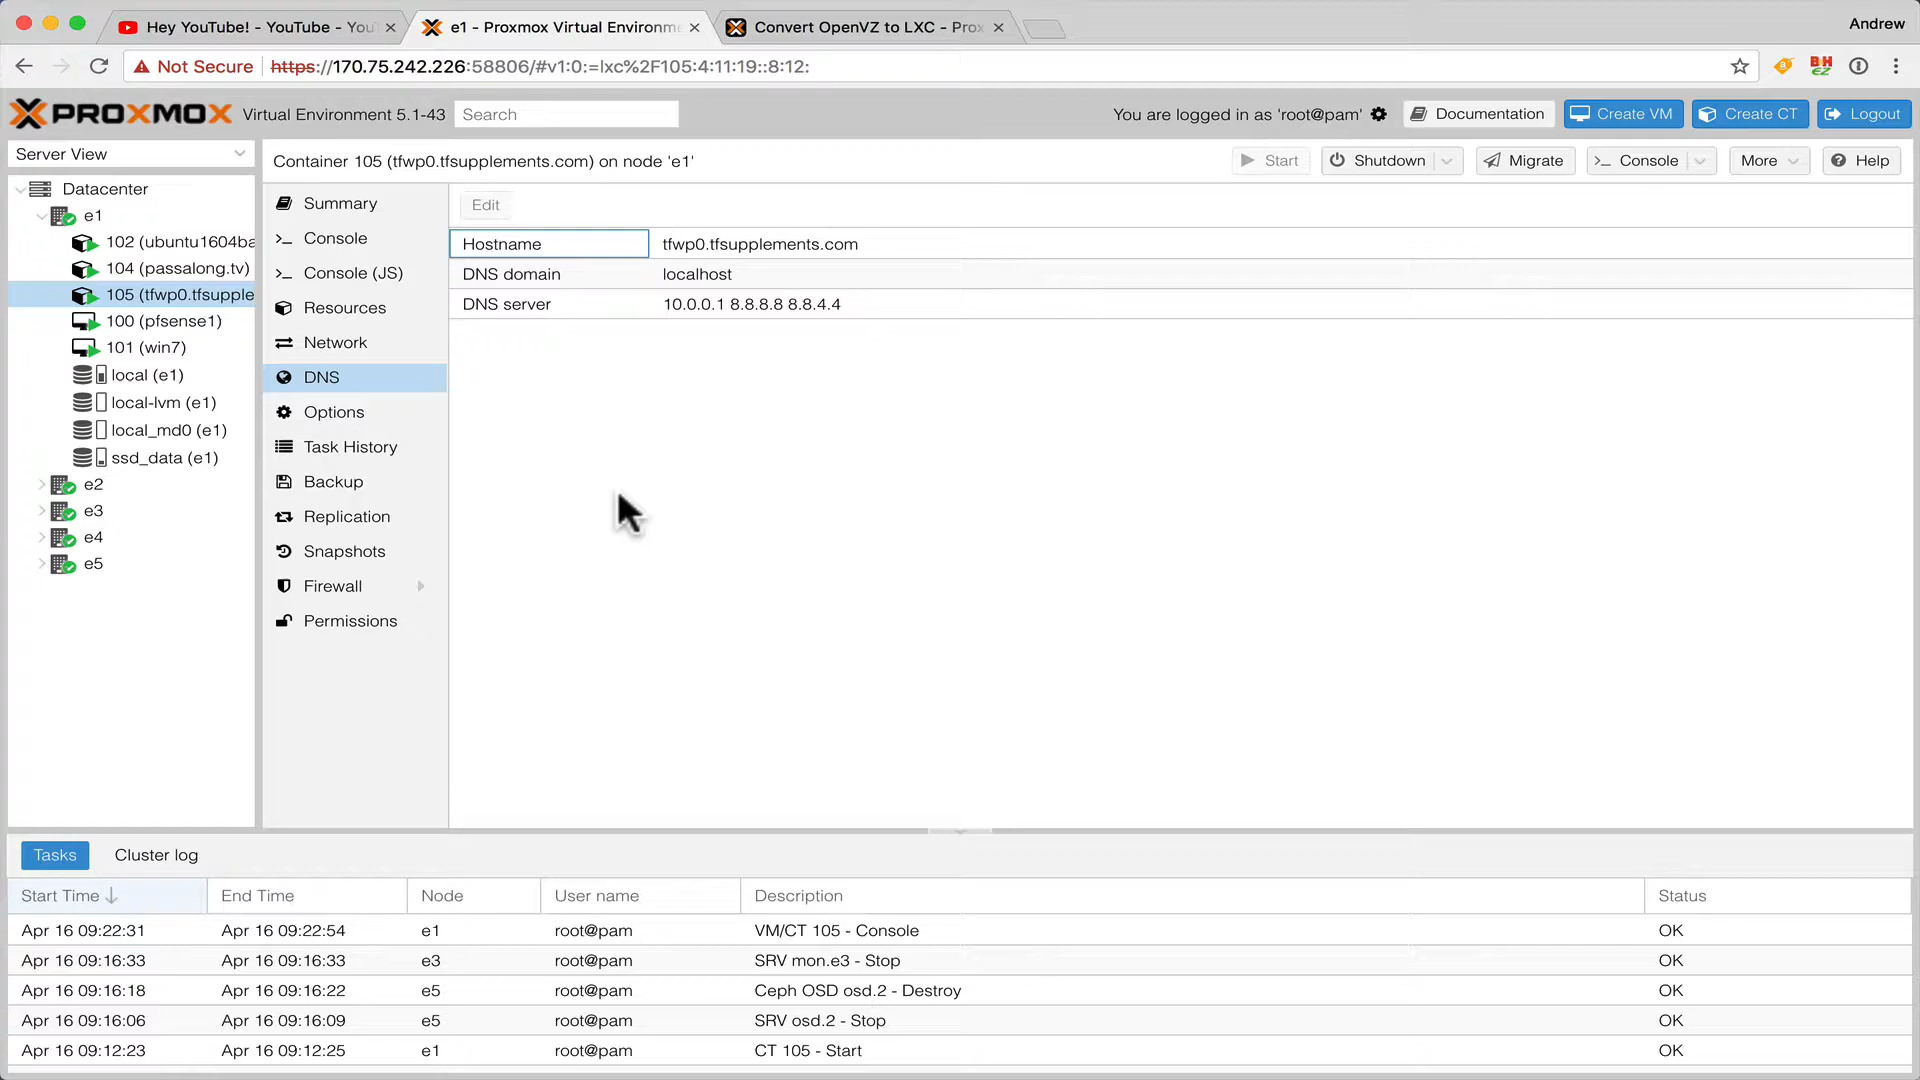 Hey YouTube! - YouTube - You
e1 - Proxmox Virtual Environm
Convert OpenVZ to LXC - Prox
Andrew
Not Secure
https://170.75.242.226:58806/#v1:0:=lxc%2F105:4:11:19::8:12:
BH
EZ
PROXMOX
Virtual Environment 5.1-43
Search
You are logged in as 'root@pam'
Documentation
Create VM
Create CT
Logout
Server View
Container 105 (tfwp0.tfsupplements.com) on node 'e1'
Start
Shutdown
Migrate
Console
More
Help
Datacenter
e1
102 (ubuntu1604ba
104 (passalong.tv)
105 (tfwp0.tfsupple
100 (pfsense1)
101 (win7)
local (e1)
local-lvm (e1)
local_md0 (e1)
ssd_data (e1)
e2
e3
e4
e5
Summary
Console
Console (JS)
Resources
Network
DNS
Options
Task History
Backup
Replication
Snapshots
Firewall
Permissions
Edit
Hostname tfwp0.tfsupplements.com
DNS domain localhost
DNS server 10.0.0.1 8.8.8.8 8.8.4.4
Tasks
Cluster log
Start Time End Time Node User name Description Status
Apr 16 09:22:31 Apr 16 09:22:54 e1 root@pam VM/CT 105 - Console OK
Apr 16 09:16:33 Apr 16 09:16:33 e3 root@pam SRV mon.e3 - Stop OK
Apr 16 09:16:18 Apr 16 09:16:22 e5 root@pam Ceph OSD osd.2 - Destroy OK
Apr 16 09:16:06 Apr 16 09:16:09 e5 root@pam SRV osd.2 - Stop OK
Apr 16 09:12:23 Apr 16 09:12:25 e1 root@pam CT 105 - Start OK